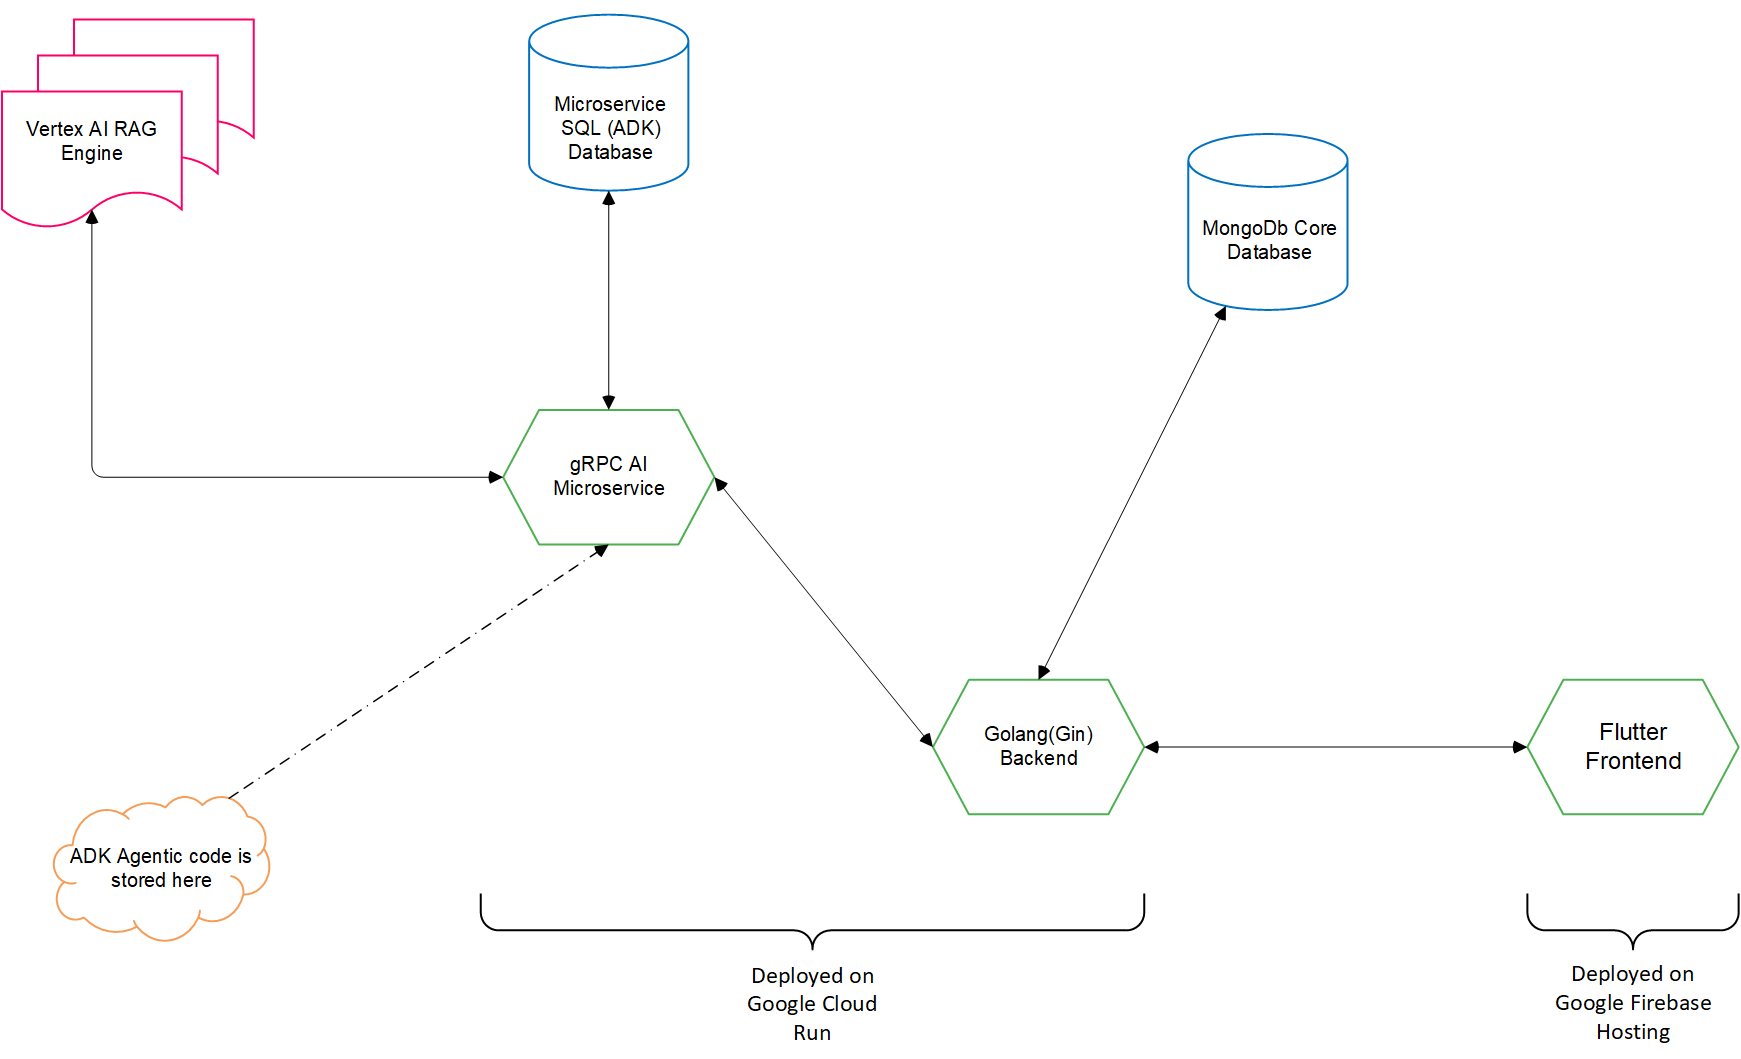 Vertex AI RAG
Engine
Microservice
SQL (ADK)
Database
MongoDb Core
Database
gRPC AI
Microservice
Golang(Gin)
Backend
Flutter
Frontend
ADK Agentic code is
stored here
Deployed on
Google Cloud
Run
Deployed on
Google Firebase
Hosting